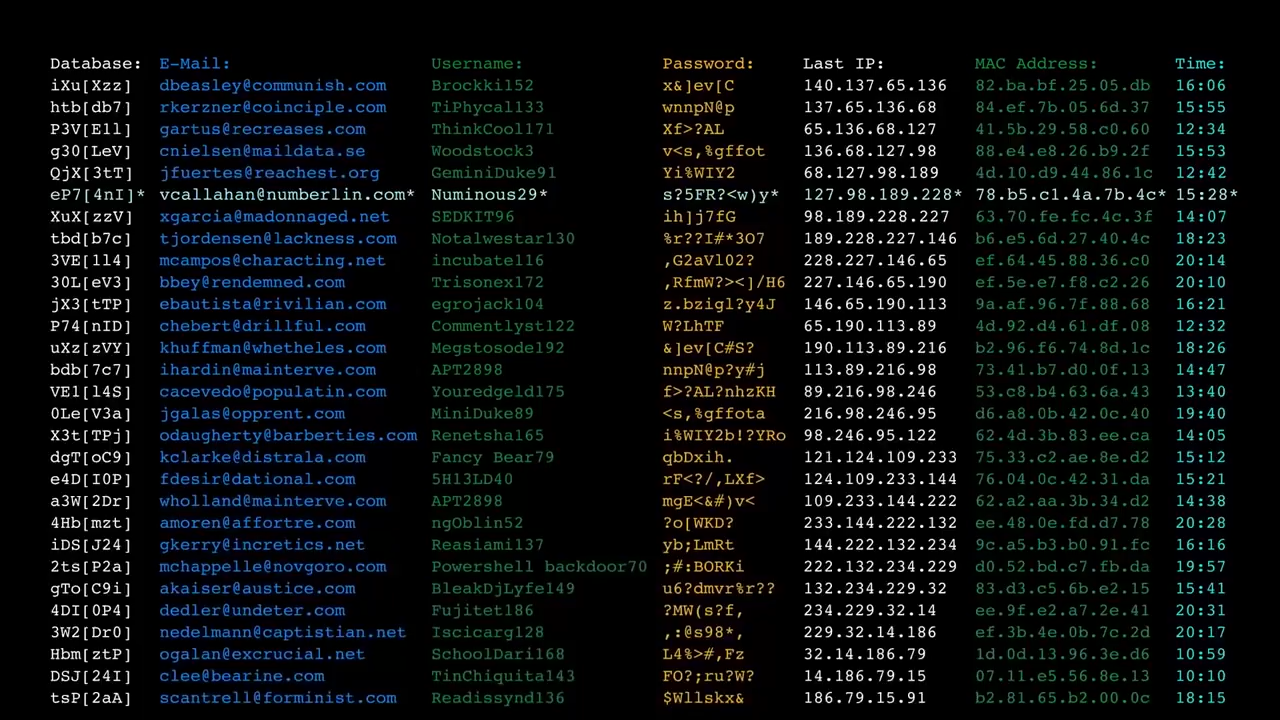 Database: E-Mail: Username: Password: Last IP: MAC Address: Time:
iXu[Xzz] dbeasley@communish.com Brockki152 x&]ev[C 140.137.65.136 82.ba.bf.25.05.db 16:06
htb[db7] rkerzner@coinciple.com TiPhycal133 wnnpN@p 137.65.136.68 84.ef.7b.05.6d.37 15:55
P3V[E1l] gartus@recreases.com ThinkCool171 Xf>?AL 65.136.68.127 41.5b.29.58.c0.60 12:34
g30[LeV] cnielsen@maildata.se Woodstock3 v<s,%gffot 136.68.127.98 88.e4.e8.26.b9.2f 15:53
QjX[3tT] jfuertes@reachest.org GeminiDuke91 Yi%WIY2 68.127.98.189 4d.10.d9.44.86.1c 12:42
eP7[4nI]* vcallahan@numberlin.com* Numinous29* s?5FR?<w)y* 127.98.189.228* 78.b5.c1.4a.7b.4c* 15:28*
XuX[zzV] xgarcia@madonnaged.net SEDKIT96 ih]j7fG 98.189.228.227 63.70.fe.fc.4c.3f 14:07
tbd[b7c] tjordensen@lackness.com Notalwestar130 %r??I#*3O7 189.228.227.146 b6.e5.6d.27.40.4c 18:23
3VE[1l4] mcampos@characting.net incubate116 ,G2aVl02? 228.227.146.65 ef.64.45.88.36.c0 20:14
30L[eV3] bbey@rendemned.com Trisonex172 ,RfmW?><]/H6 227.146.65.190 ef.5e.e7.f8.c2.26 20:10
jX3[tTP] ebautista@rivilian.com egrojack104 z.bzigl?y4J 146.65.190.113 9a.af.96.7f.88.68 16:21
P74[nID] chebert@drillful.com Commentlyst122 W?LhTF 65.190.113.89 4d.92.d4.61.df.08 12:32
uXz[zVY] khuffman@whetheles.com Megstosode192 &]ev[C#S? 190.113.89.216 b2.96.f6.74.8d.1c 18:26
bdb[7c7] ihardin@mainterve.com APT2898 nnpN@p?y#j 113.89.216.98 73.41.b7.d0.0f.13 14:47
VE1[l4S] cacevedo@populatin.com Youredgeld175 f>?AL?nhzKH 89.216.98.246 53.c8.b4.63.6a.43 13:40
0Le[V3a] jgalas@opprent.com MiniDuke89 <s,%gffota 216.98.246.95 d6.a8.0b.42.0c.40 19:40
X3t[TPj] odaugherty@barberties.com Renetsha165 i%WIY2b!?YRo 98.246.95.122 62.4d.3b.83.ee.ca 14:05
dgT[oC9] kclarke@distrala.com Fancy Bear79 qbDxih. 121.124.109.233 75.33.c2.ae.8e.d2 15:12
e4D[I0P] fdesir@dational.com 5H13LD40 rF<?/,LXf> 124.109.233.144 76.04.0c.42.31.da 15:21
a3W[2Dr] wholland@mainterve.com APT2898 mgE<&#)v< 109.233.144.222 62.a2.aa.3b.34.d2 14:38
4Hb[mzt] amoren@affortre.com ngOblin52 ?o[WKD? 233.144.222.132 ee.48.0e.fd.d7.78 20:28
iDS[J24] gkerry@incretics.net Reasiami137 yb;LmRt 144.222.132.234 9c.a5.b3.b0.91.fc 16:16
2ts[P2a] mchappelle@novgoro.com Powershell backdoor70 ;#:BORKi 222.132.234.229 d0.52.bd.c7.fb.da 19:57
gTo[C9i] akaiser@austice.com BleakDjLyfe149 u6?dmvr%r?? 132.234.229.32 83.d3.c5.6b.e2.15 15:41
4DI[0P4] dedler@undeter.com Fujitet186 ?MW(s?f, 234.229.32.14 ee.9f.e2.a7.2e.41 20:31
3W2[Dr0] nedelmann@captistian.net Iscicarg128 ,:@s98*, 229.32.14.186 ef.3b.4e.0b.7c.2d 20:17
Hbm[ztP] ogalan@excrucial.net SchoolDari168 L4%>#,Fz 32.14.186.79 1d.0d.13.96.3e.d6 10:59
DSJ[24I] clee@bearine.com TinChiquita143 FO?;ru?W? 14.186.79.15 07.11.e5.56.8e.13 10:10
tsP[2aA] scantrell@forminist.com Readissynd136 $Wllskx& 186.79.15.91 b2.81.65.b2.00.0c 18:15